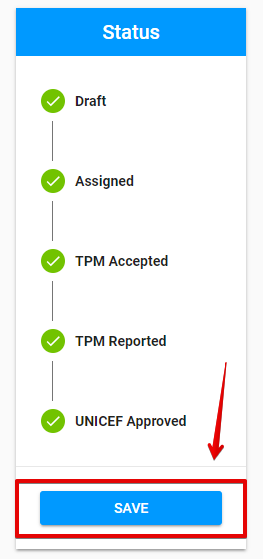 Status
Draft
Assigned
TPM Accepted
TPM Reported
UNICEF Approved
SAVE